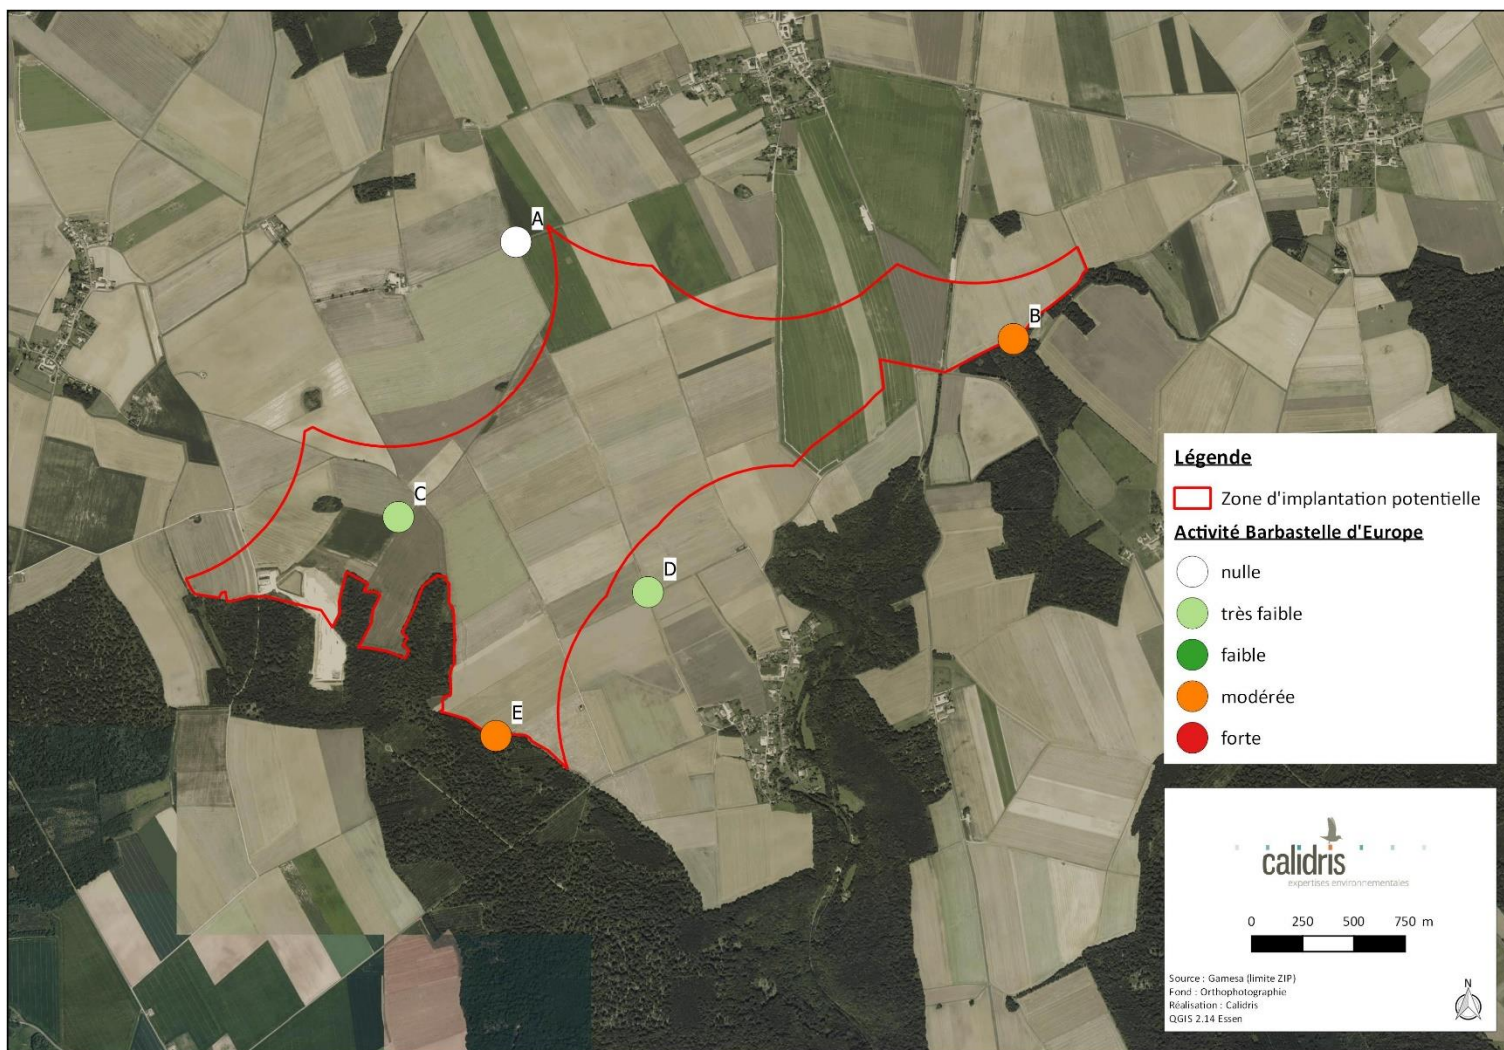 A
B
C
D
E
Légende
Zone d'implantation potentielle
Activité Barbastelle d'Europe
nulle
très faible
faible
modérée
forte
calidris
expertises environnementales
0 250 500 750 m
Source : Gamesa (limite ZIP)
Fond : Orthophotographie
Réalisation : Calidris
QGIS 2.14 Essen
N